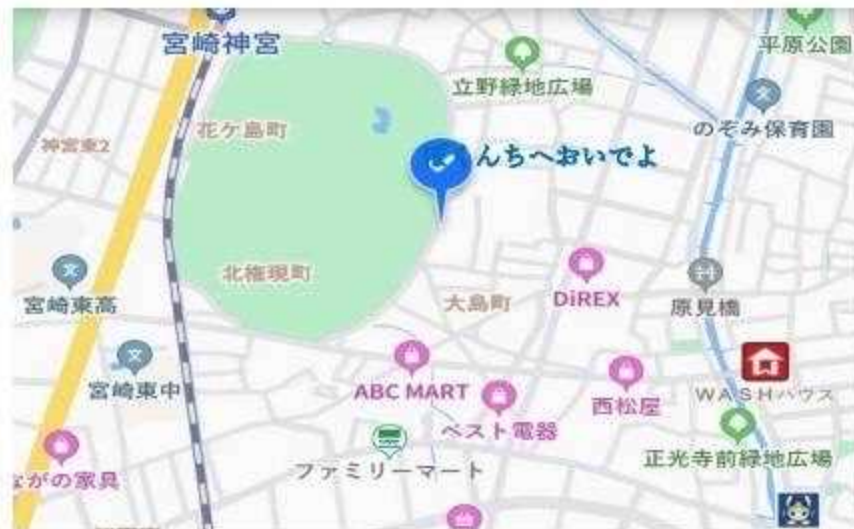 宮崎神宮
平原公園
立野緑地広場
花ケ島町
のぞみ保育園
神宮東2
んちへおいでよ
北権現町
大島町
DiREX
宮崎東高
原見橋
宮崎東中
ABC MART
西松屋
WASHハウス
ベスト電器
正光寺前緑地広場
ファミリーマート
ながの家具